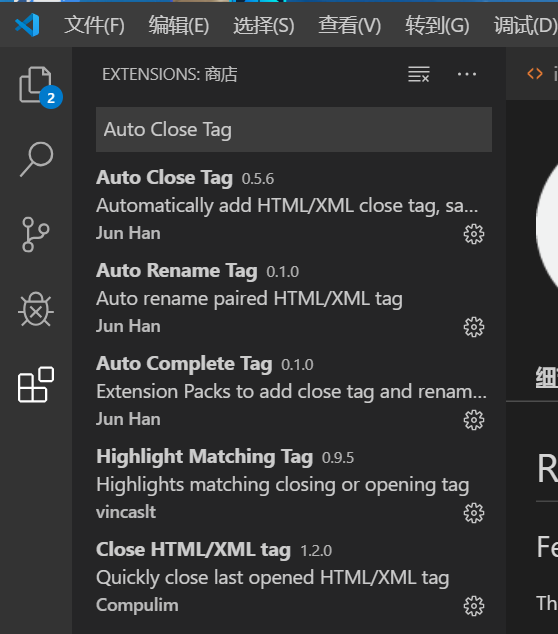 文件(F) 编辑(E) 选择(S) 查看(V) 转到(G) 调试(D)
EXTENSIONS: 商店
2
Auto Close Tag
Auto Close Tag 0.5.6
Automatically add HTML/XML close tag, sa...
Jun Han
Auto Rename Tag 0.1.0
Auto rename paired HTML/XML tag
Jun Han
Auto Complete Tag 0.1.0
Extension Packs to add close tag and renam...
Jun Han
Highlight Matching Tag 0.9.5
Highlights matching closing or opening tag
vincaslt
Close HTML/XML tag 1.2.0
Quickly close last opened HTML/XML tag
Compulim
R
Fe
Th